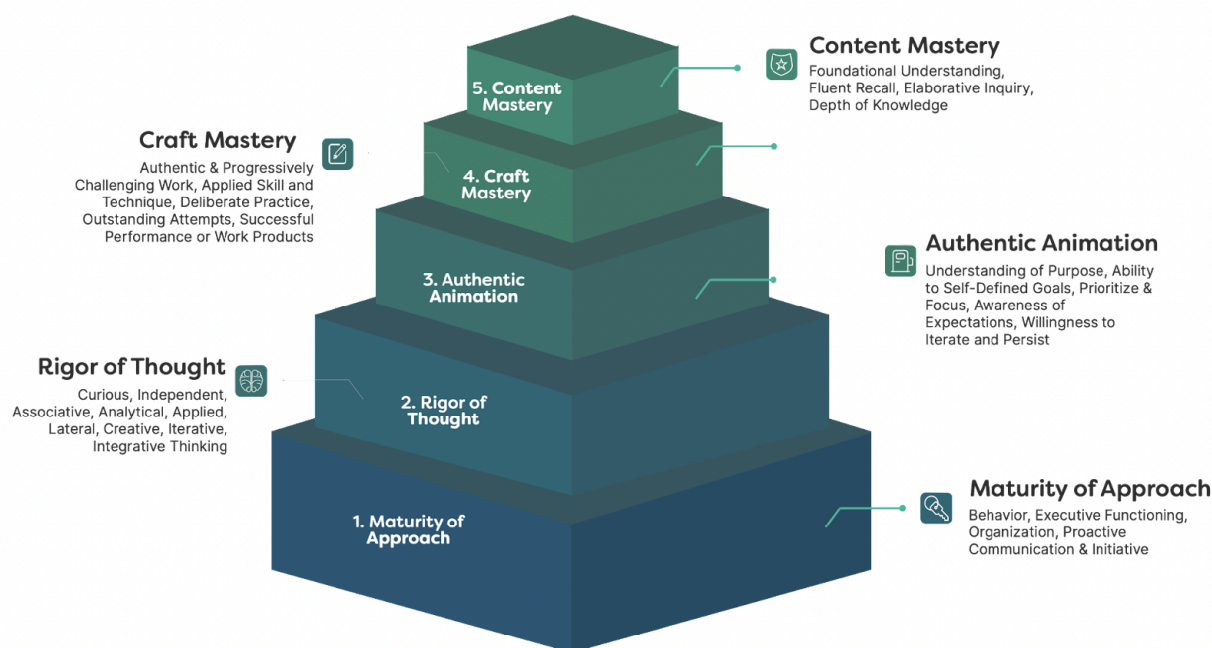 Content Mastery
Foundational Understanding,
Fluent Recall, Elaborative Inquiry,
Depth of Knowledge
5. Content
Mastery
Craft Mastery
Authentic & Progressively
Challenging Work, Applied Skill and
Technique, Deliberate Practice,
Outstanding Attempts, Successful
Performance or Work Products
4. Craft
Mastery
Authentic Animation
Understanding of Purpose, Ability
to Self-Defined Goals, Prioritize &
Focus, Awareness of
Expectations, Willingness to
Iterate and Persist
3. Authentic
Animation
Rigor of Thought
Curious, Independent,
Associative, Analytical, Applied,
Lateral, Creative, Iterative,
Integrative Thinking
2. Rigor of
Thought
Maturity of Approach
Behavior, Executive Functioning,
Organization, Proactive
Communication & Initiative
1. Maturity of
Approach